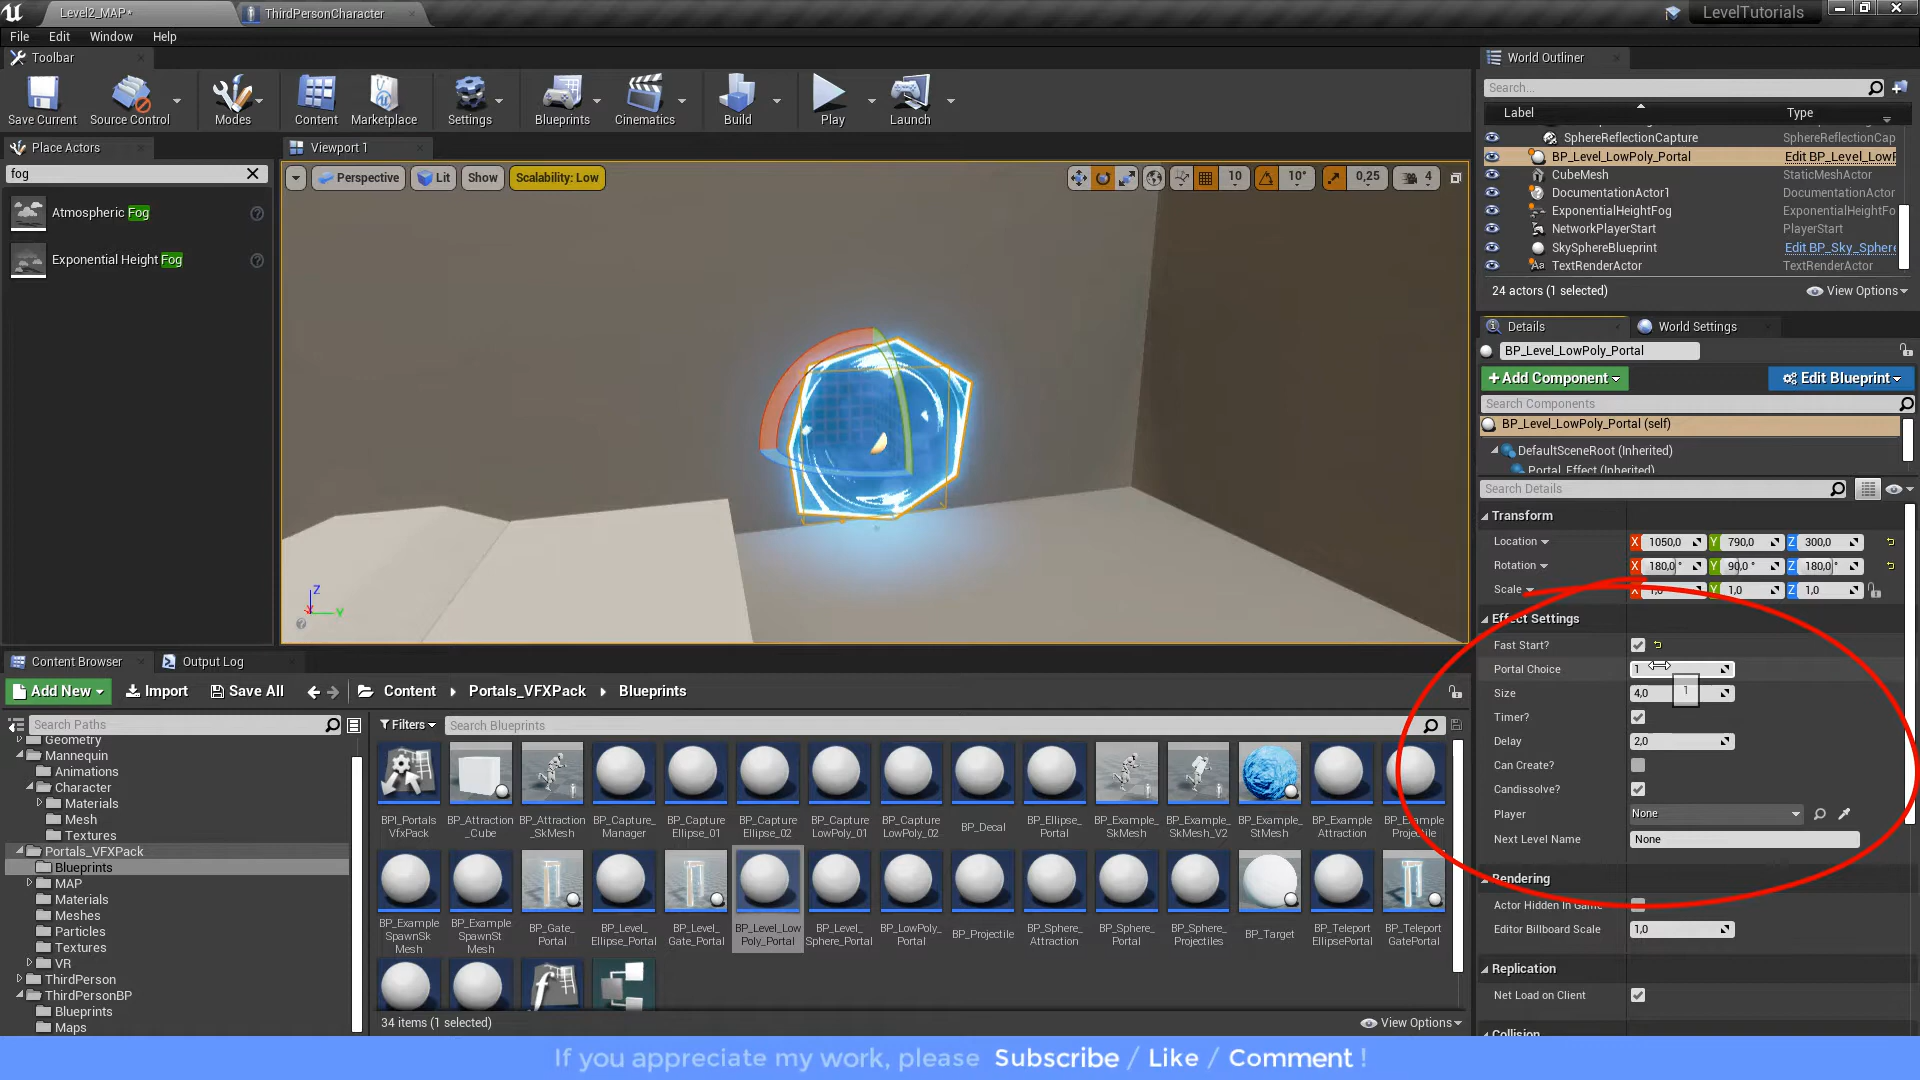 Level2_MAP*
ThirdPersonCharacter
LevelTutorials
File Edit Window Help
Toolbar
Save Current
Source Control
Modes
Content
Marketplace
Settings
Blueprints
Cinematics
Build
Play
Launch
Place Actors
fog
Atmospheric Fog
Exponential Height Fog
Viewport 1
Perspective Lit Show Scalability: Low
10 10° 0,25 4
Z
X Y
World Outliner
Search...
Label Type
SphereReflectionCapture SphereReflectionCap
BP_Level_LowPoly_Portal Edit BP_Level_LowF
CubeMesh StaticMeshActor
DocumentationActor1 DocumentationActor
ExponentialHeightFog ExponentialHeightFo
NetworkPlayerStart PlayerStart
SkySphereBlueprint Edit BP_Sky_Sphere
TextRenderActor TextRenderActor
24 actors (1 selected) View Options
Details World Settings
BP_Level_LowPoly_Portal
+Add Component Edit Blueprint
Search Components
BP_Level_LowPoly_Portal (self)
DefaultSceneRoot (Inherited)
Portal_Effect (Inherited)
Search Details
Transform
Location X 1050,0 Y 790,0 Z 300,0
Rotation X 180,0 ° Y 90,0 ° Z 180,0 °
Scale X 1,0 Y 1,0 Z 1,0
Effect Settings
Fast Start?
Portal Choice 1
1
Size 4,0
Timer?
Delay 2,0
Can Create?
Candissolve?
Player None
Next Level Name None
Rendering
Actor Hidden In Game
Editor Billboard Scale 1,0
Replication
Net Load on Client
Collision
Content Browser Output Log
Add New Import Save All Content Portals_VFXPack Blueprints
Search Paths
Geometry
Mannequin
Animations
Character
Materials
Mesh
Textures
Portals_VFXPack
Blueprints
MAP
Materials
Meshes
Particles
Textures
VR
ThirdPerson
ThirdPersonBP
Blueprints
Maps
Filters Search Blueprints
BPI_Portals VfxPack
BP_Attraction _Cube
BP_Attraction _SkMesh
BP_Capture_ Manager
BP_Capture Ellipse_01
BP_Capture Ellipse_02
BP_Capture LowPoly_01
BP_Capture LowPoly_02
BP_Decal
BP_Ellipse_ Portal
BP_Example_ SkMesh
BP_Example_ SkMesh_V2
BP_Example_ StMesh
BP_Example Attraction
BP_Example Projectile
BP_Example SpawnSk Mesh
BP_Example SpawnSt Mesh
BP_Gate_ Portal
BP_Level_ Ellipse_Portal
BP_Level_ Gate_Portal
BP_Level_Low Poly_Portal
BP_Level_ Sphere_Portal
BP_LowPoly_ Portal
BP_Projectile
BP_Sphere_ Attraction
BP_Sphere_ Portal
BP_Sphere_ Projectiles
BP_Target
BP_Teleport EllipsePortal
BP_Teleport GatePortal
34 items (1 selected) View Options
If you appreciate my work, please Subscribe / Like / Comment !